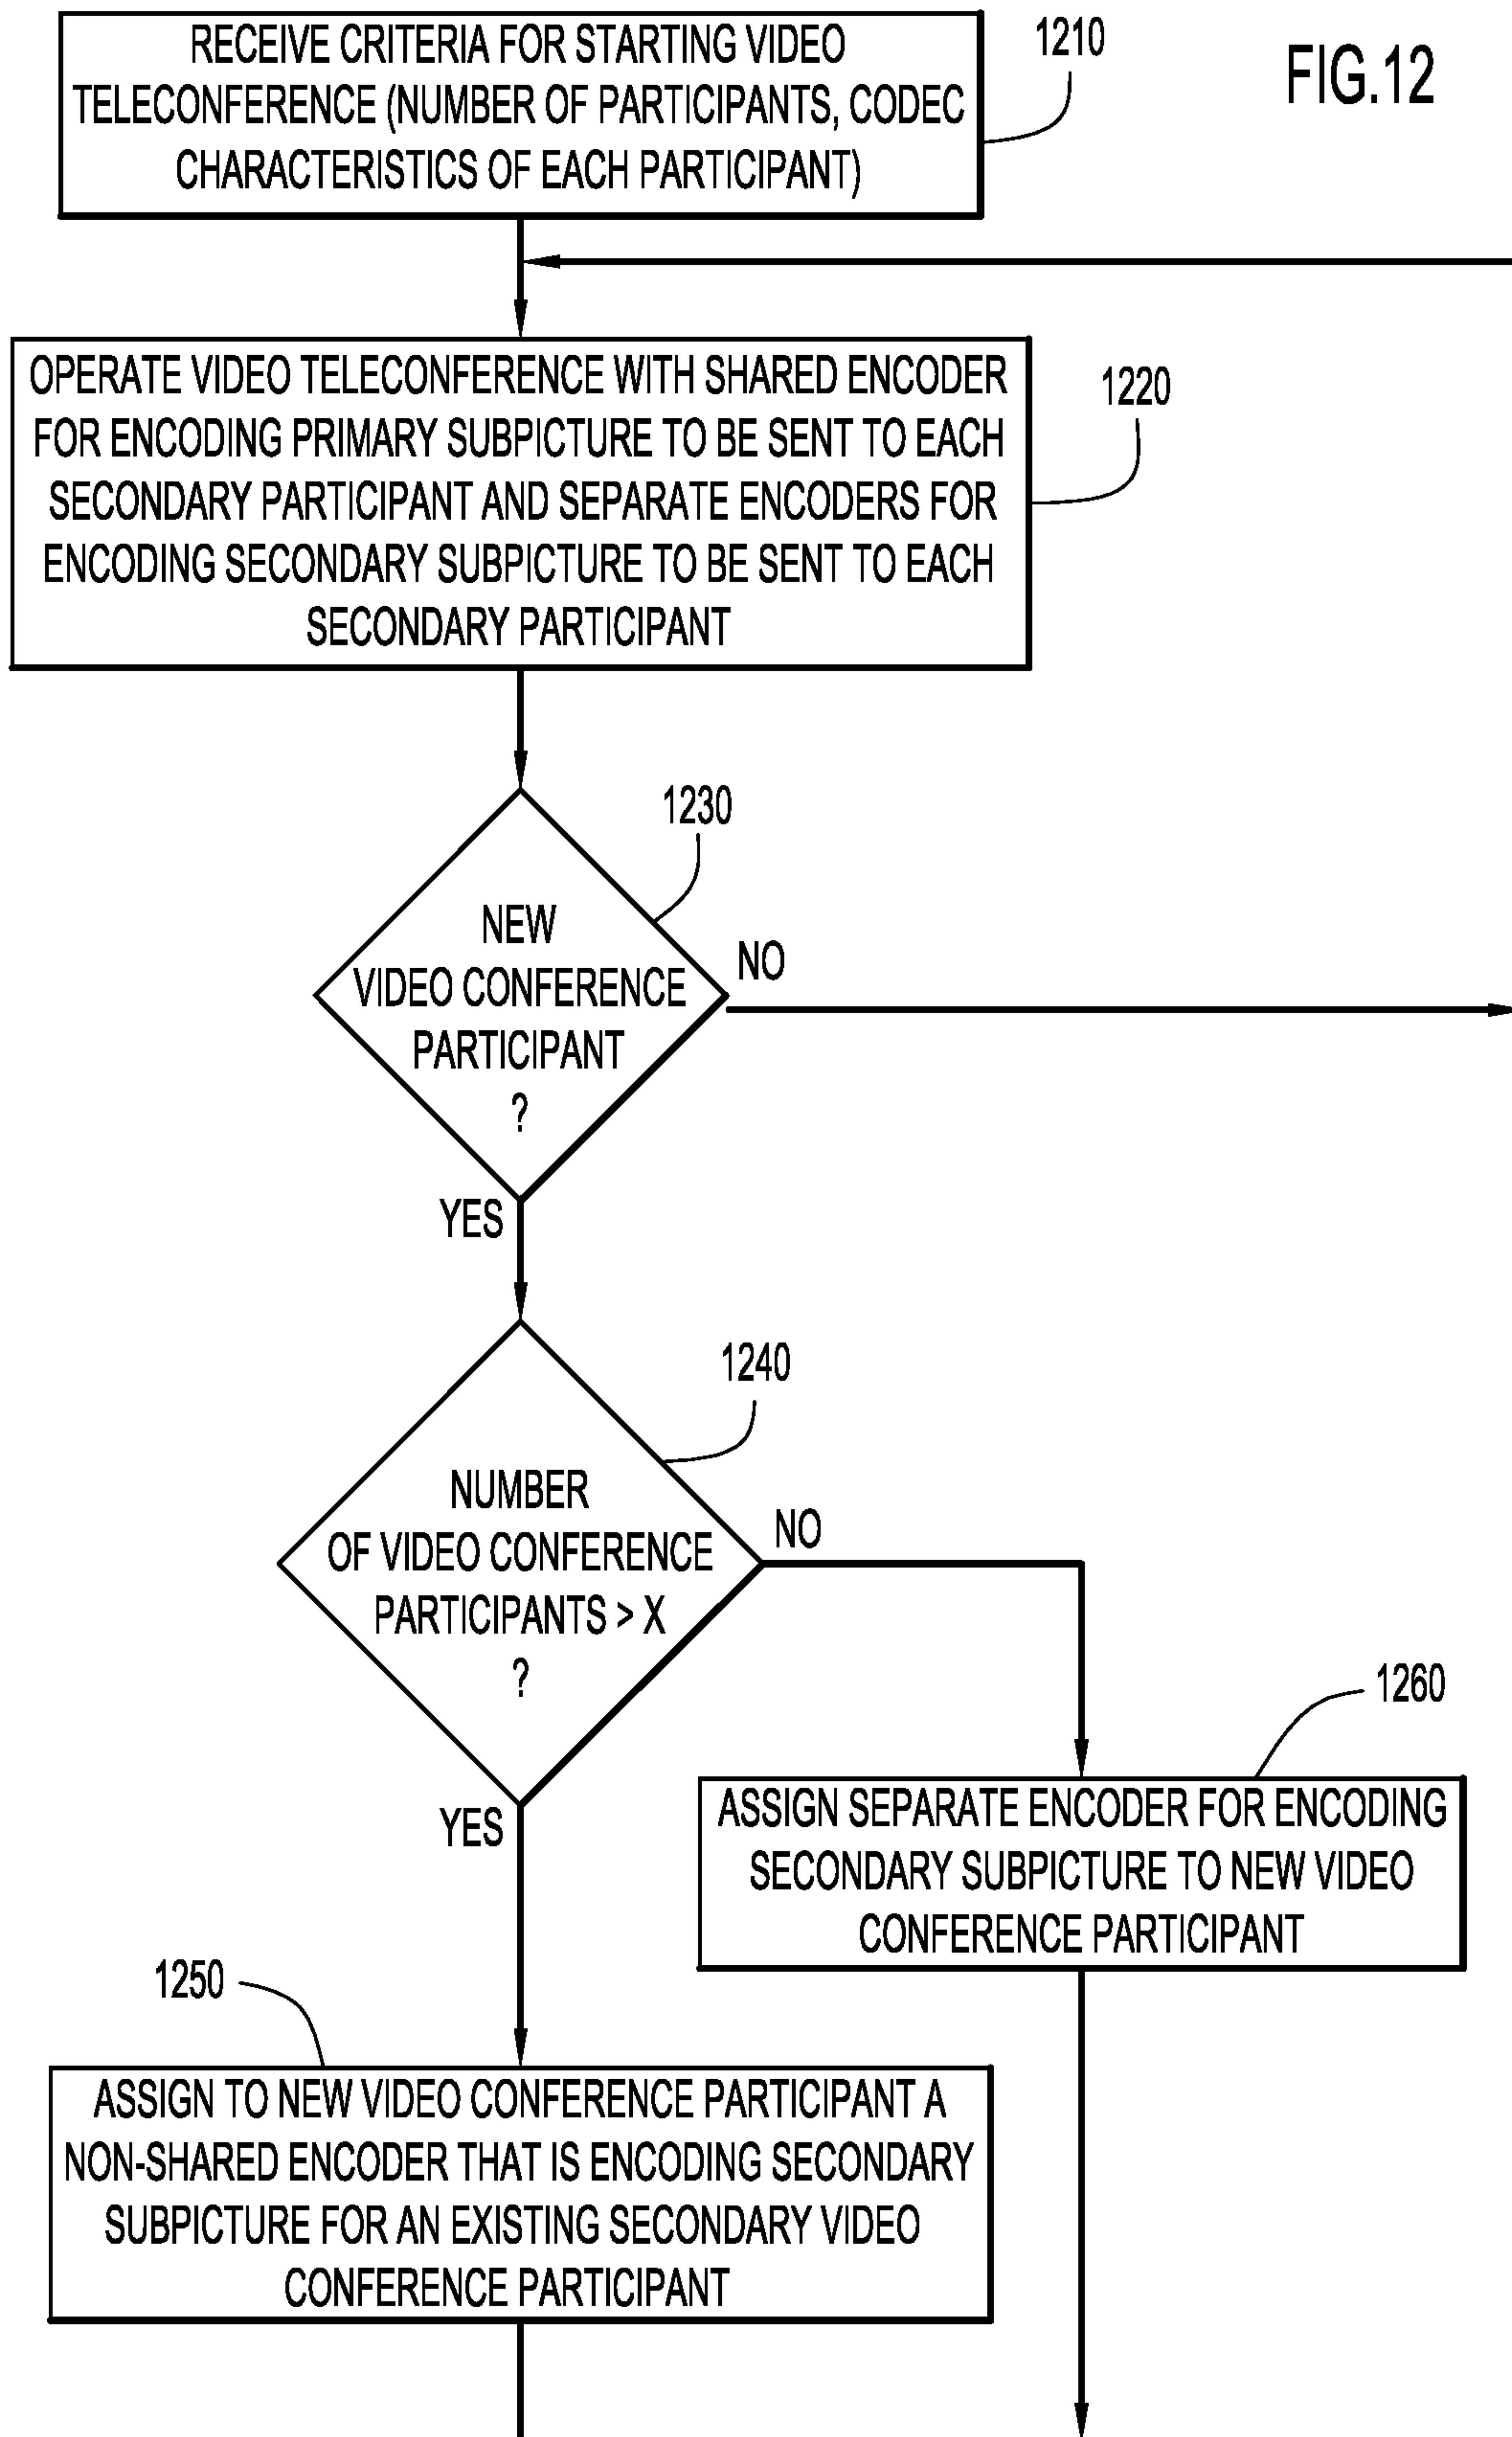 FIG.12
RECEIVE CRITERIA FOR STARTING VIDEO
TELECONFERENCE (NUMBER OF PARTICIPANTS, CODEC
CHARACTERISTICS OF EACH PARTICIPANT)
1210
OPERATE VIDEO TELECONFERENCE WITH SHARED ENCODER
FOR ENCODING PRIMARY SUBPICTURE TO BE SENT TO EACH
SECONDARY PARTICIPANT AND SEPARATE ENCODERS FOR
ENCODING SECONDARY SUBPICTURE TO BE SENT TO EACH
SECONDARY PARTICIPANT
1220
1230
NEW
VIDEO CONFERENCE
PARTICIPANT
?
NO
YES
1240
NUMBER
OF VIDEO CONFERENCE
PARTICIPANTS > X
?
NO
YES
1260
ASSIGN SEPARATE ENCODER FOR ENCODING
SECONDARY SUBPICTURE TO NEW VIDEO
CONFERENCE PARTICIPANT
1250
ASSIGN TO NEW VIDEO CONFERENCE PARTICIPANT A
NON-SHARED ENCODER THAT IS ENCODING SECONDARY
SUBPICTURE FOR AN EXISTING SECONDARY VIDEO
CONFERENCE PARTICIPANT